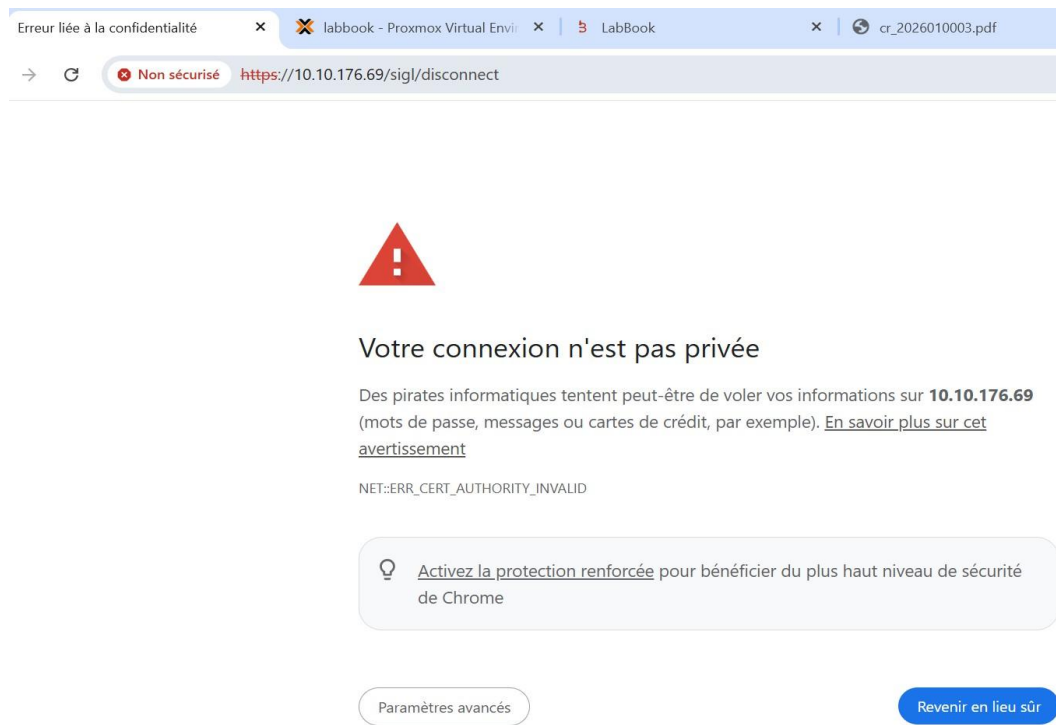 Erreur liée à la confidentialité
labbook - Proxmox Virtual Envir
LabBook
cr_2026010003.pdf
Non sécurisé
https://10.10.176.69/sigl/disconnect
Votre connexion n'est pas privée
Des pirates informatiques tentent peut-être de voler vos informations sur 10.10.176.69
(mots de passe, messages ou cartes de crédit, par exemple). En savoir plus sur cet
avertissement
NET::ERR_CERT_AUTHORITY_INVALID
Activez la protection renforcée pour bénéficier du plus haut niveau de sécurité
de Chrome
Paramètres avancés
Revenir en lieu sûr